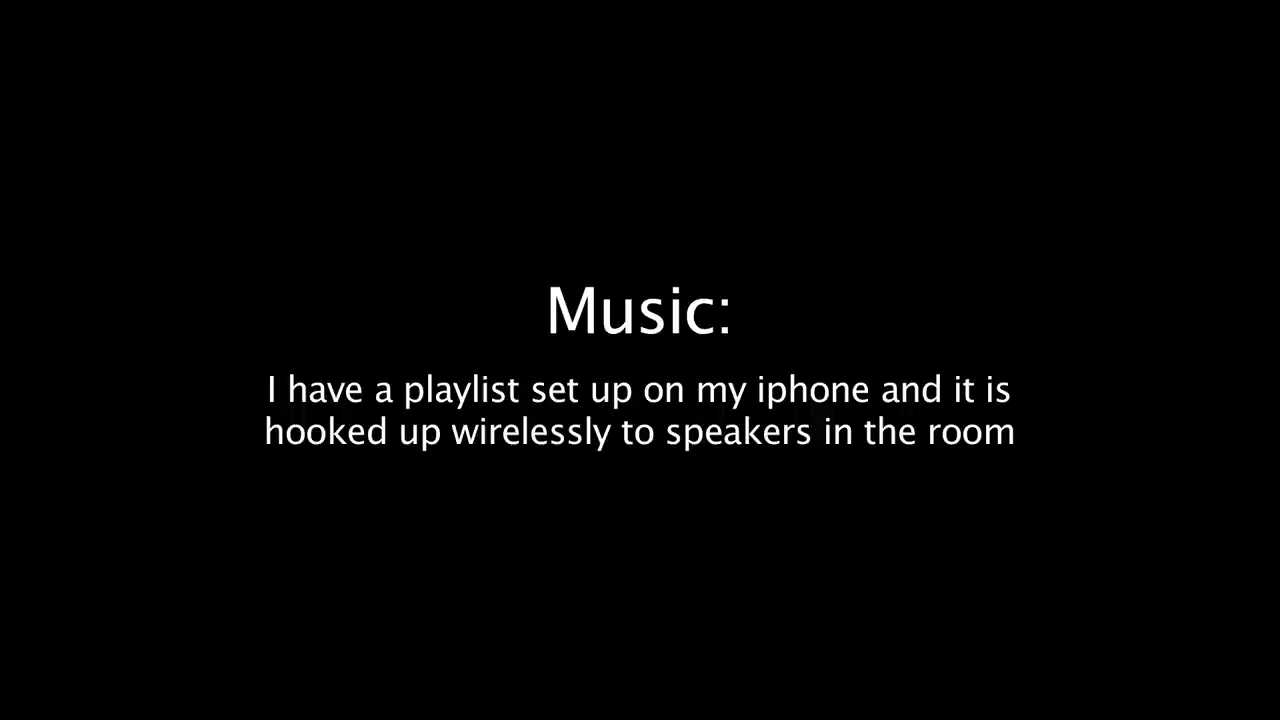 Music:
I have a playlist set up on my iphone and it is
hooked up wirelessly to speakers in the room